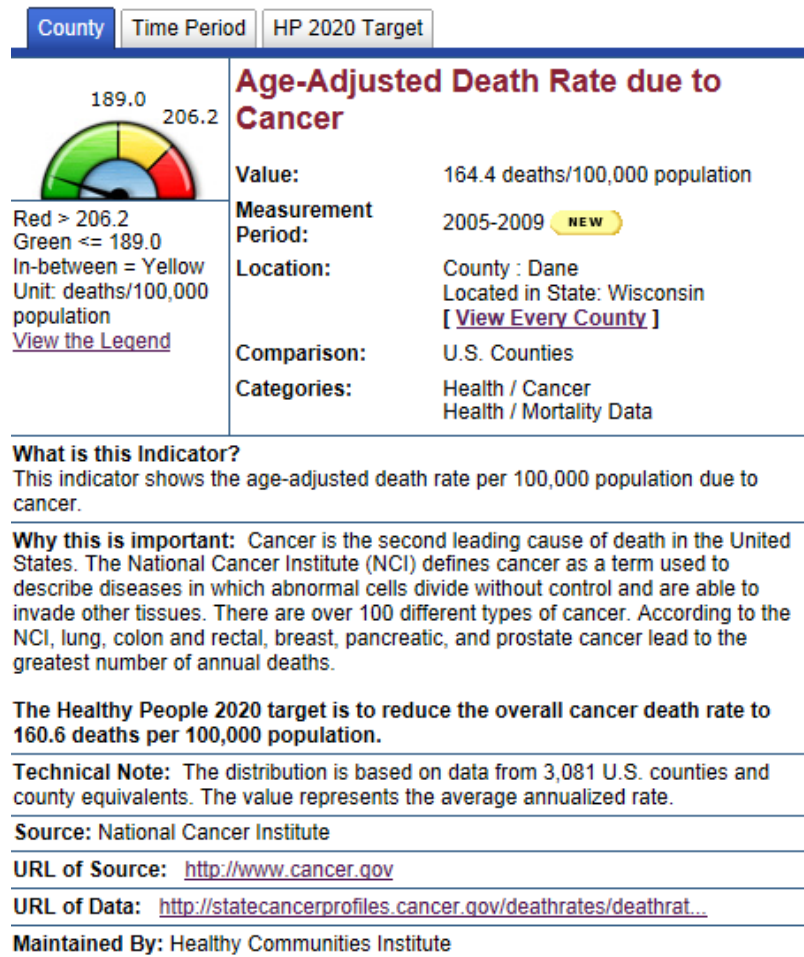 County
Time Period
HP 2020 Target
189.0
206.2
Red > 206.2
Green <= 189.0
In-between = Yellow
Unit: deaths/100,000
population
View the Legend
Age-Adjusted Death Rate due to
Cancer
Value: 164.4 deaths/100,000 population
Measurement
Period: 2005-2009 NEW
Location: County : Dane
Located in State: Wisconsin
[ View Every County ]
Comparison: U.S. Counties
Categories: Health / Cancer
Health / Mortality Data
What is this Indicator?
This indicator shows the age-adjusted death rate per 100,000 population due to
cancer.
Why this is important: Cancer is the second leading cause of death in the United
States. The National Cancer Institute (NCI) defines cancer as a term used to
describe diseases in which abnormal cells divide without control and are able to
invade other tissues. There are over 100 different types of cancer. According to the
NCI, lung, colon and rectal, breast, pancreatic, and prostate cancer lead to the
greatest number of annual deaths.
The Healthy People 2020 target is to reduce the overall cancer death rate to
160.6 deaths per 100,000 population.
Technical Note: The distribution is based on data from 3,081 U.S. counties and
county equivalents. The value represents the average annualized rate.
Source: National Cancer Institute
URL of Source: http://www.cancer.gov
URL of Data: http://statecancerprofiles.cancer.gov/deathrates/deathrat...
Maintained By: Healthy Communities Institute